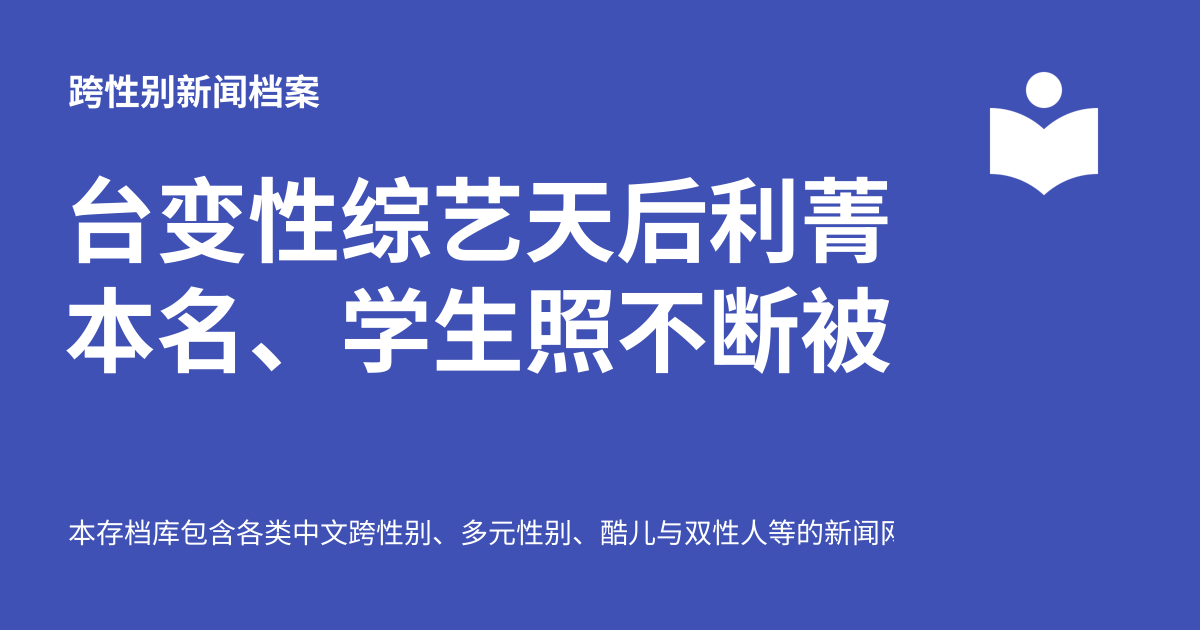 跨性别新闻档案
台变性综艺天后利菁
本名、学生照不断被
本存档库包含各类中文跨性别、多元性别、酷儿与双性人等的新闻网